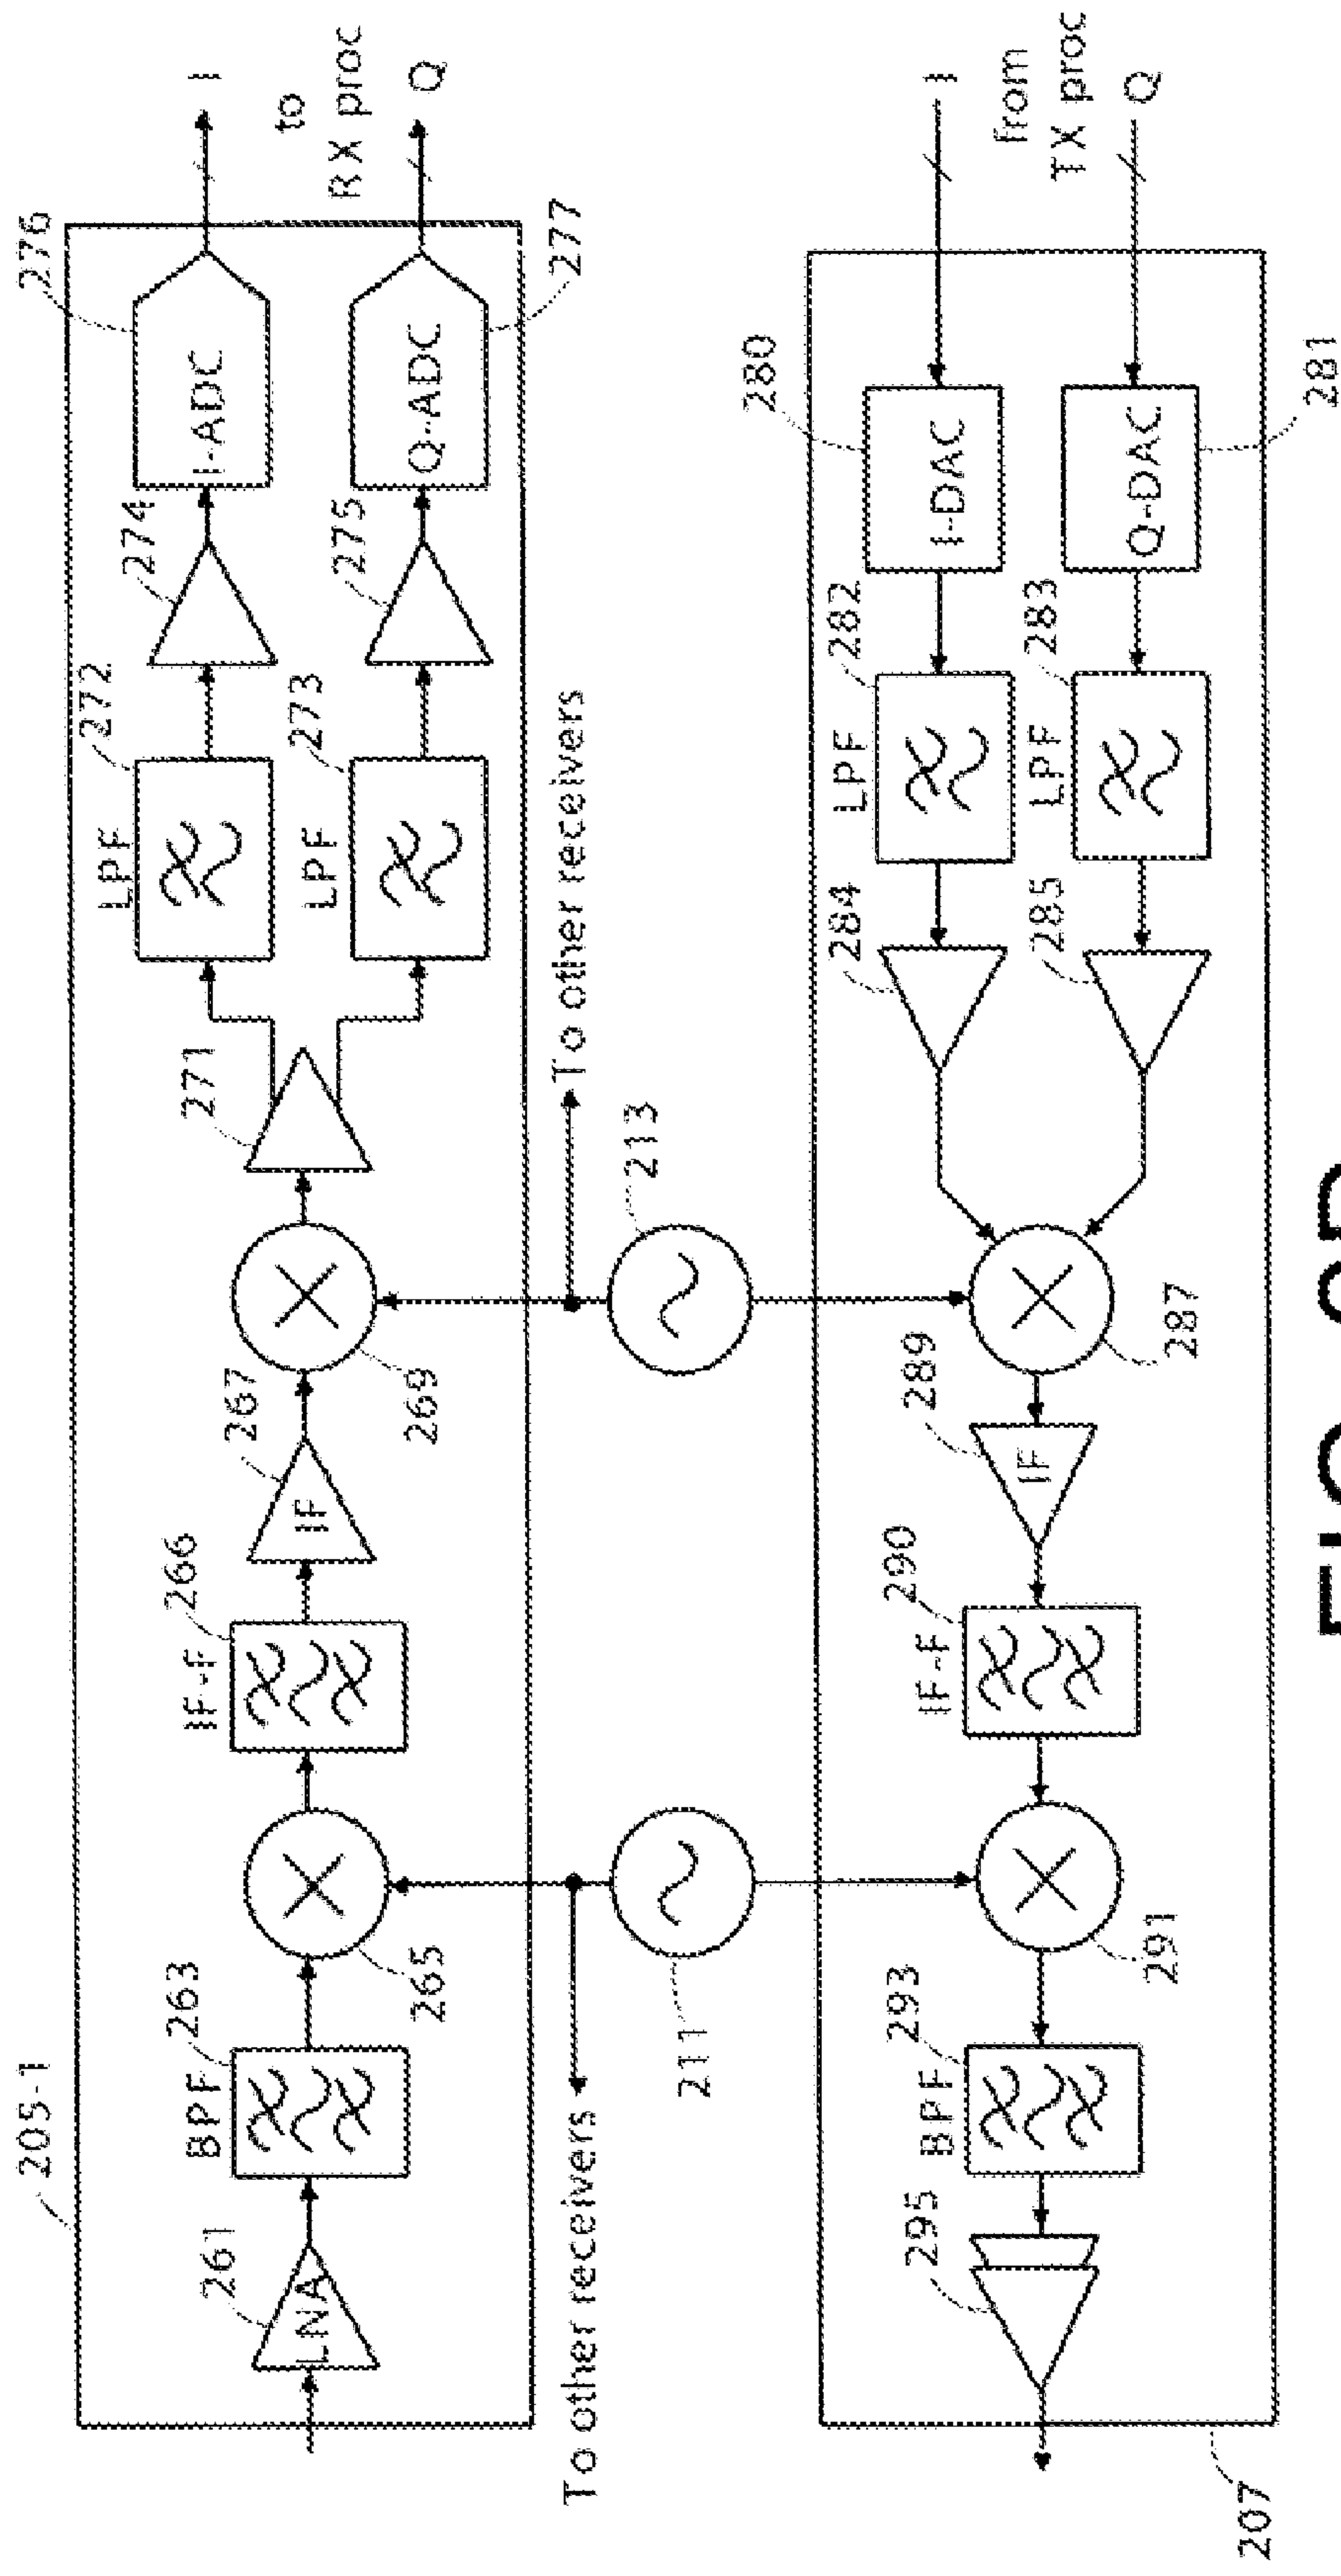 205-1
261
LNA
BPF
263
265
IF-F
266
IF
267
269
271
LPF
272
LPF
273
274
275
I-ADC
276
Q-ADC
277
I
to
RX proc
Q
To other receivers
211
213
To other receivers
207
295
BPF
293
291
IF-F
290
IF
289
287
284
285
LPF
282
LPF
283
I-DAC
280
Q-DAC
281
I
from
TX proc
Q